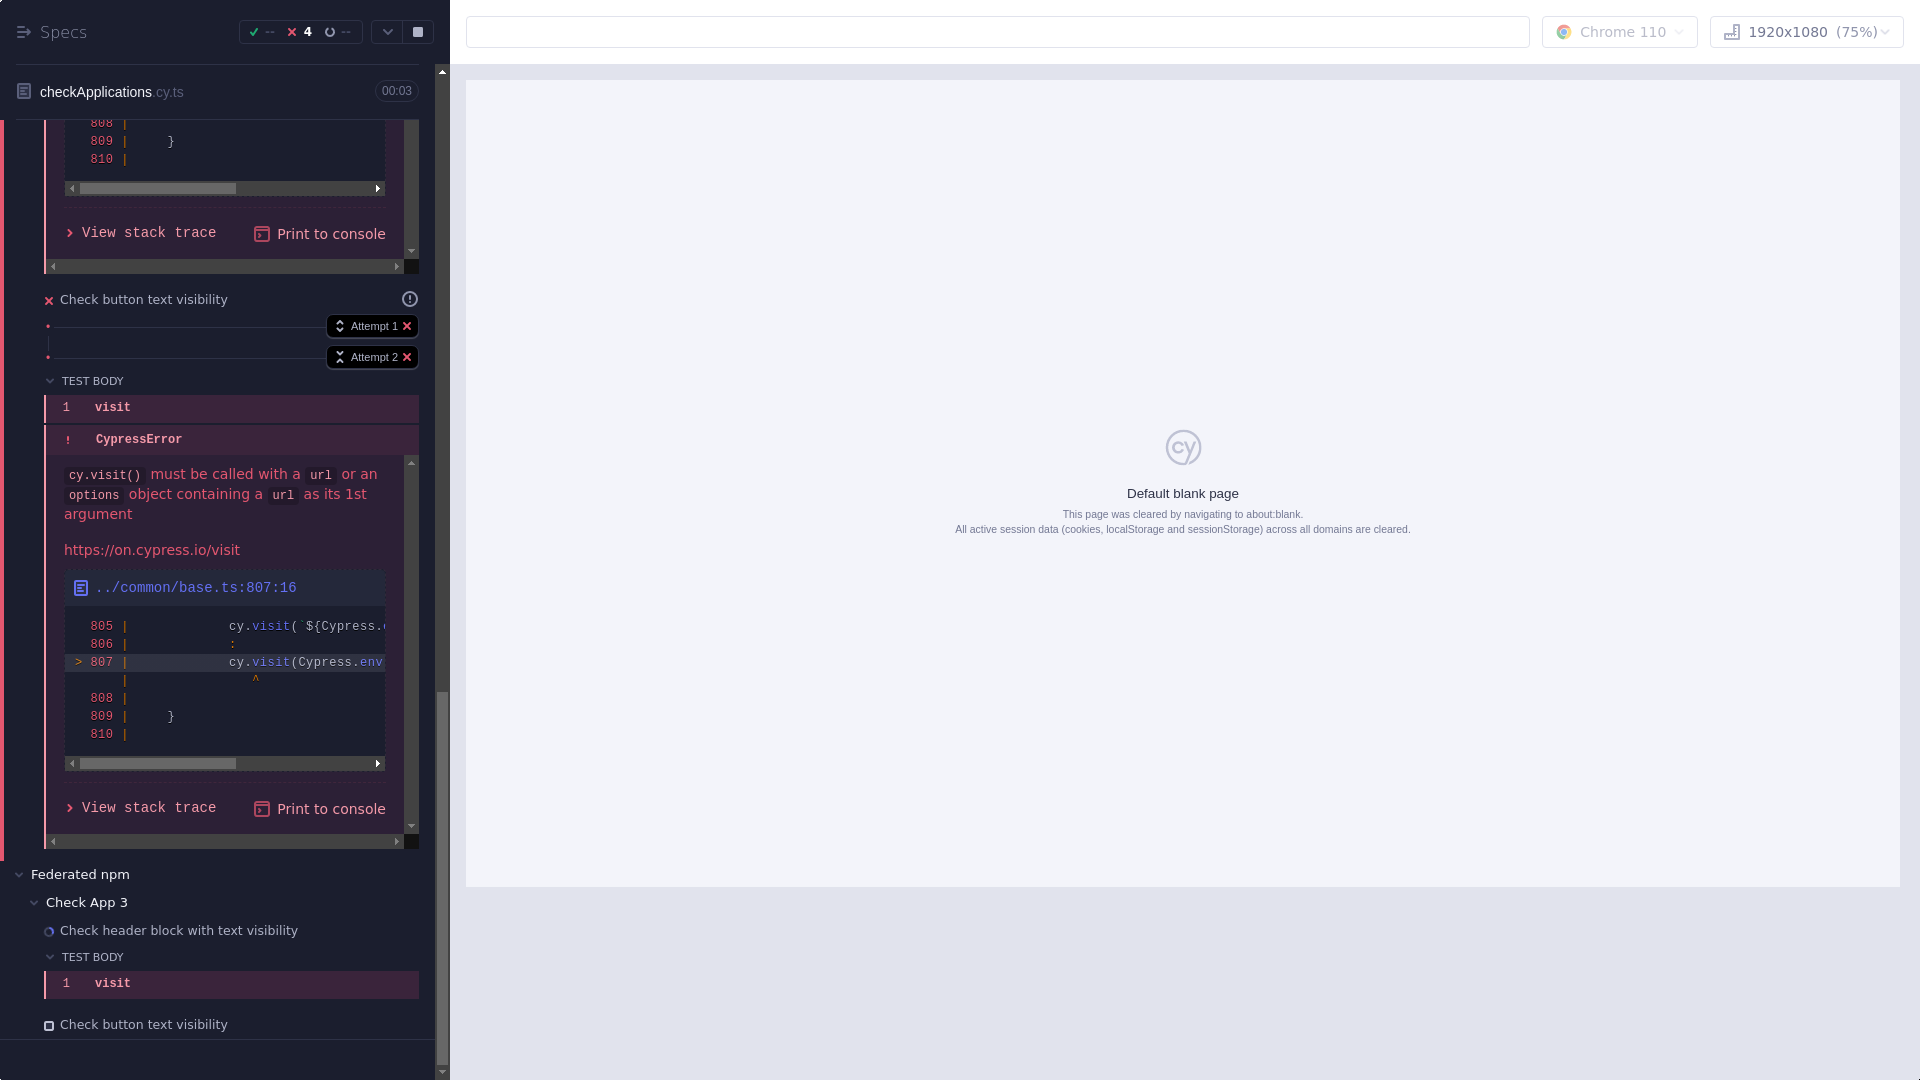 Specs
-- 4 --
Chrome 110
1920x1080 (75%)
checkApplications.cy.ts
00:03
808 |
809 | }
810 |
View stack trace
Print to console
Check button text visibility
Attempt 1
Attempt 2
TEST BODY
1 visit
! CypressError
cy.visit() must be called with a url or an
options object containing a url as its 1st
argument
https://on.cypress.io/visit
../common/base.ts:807:16
805 | cy.visit(`${Cypress.
806 | :
> 807 | cy.visit(Cypress.env
| ^
808 |
809 | }
810 |
View stack trace
Print to console
Federated npm
Check App 3
Check header block with text visibility
TEST BODY
1 visit
Check button text visibility
cy
Default blank page
This page was cleared by navigating to about:blank.
All active session data (cookies, localStorage and sessionStorage) across all domains are cleared.